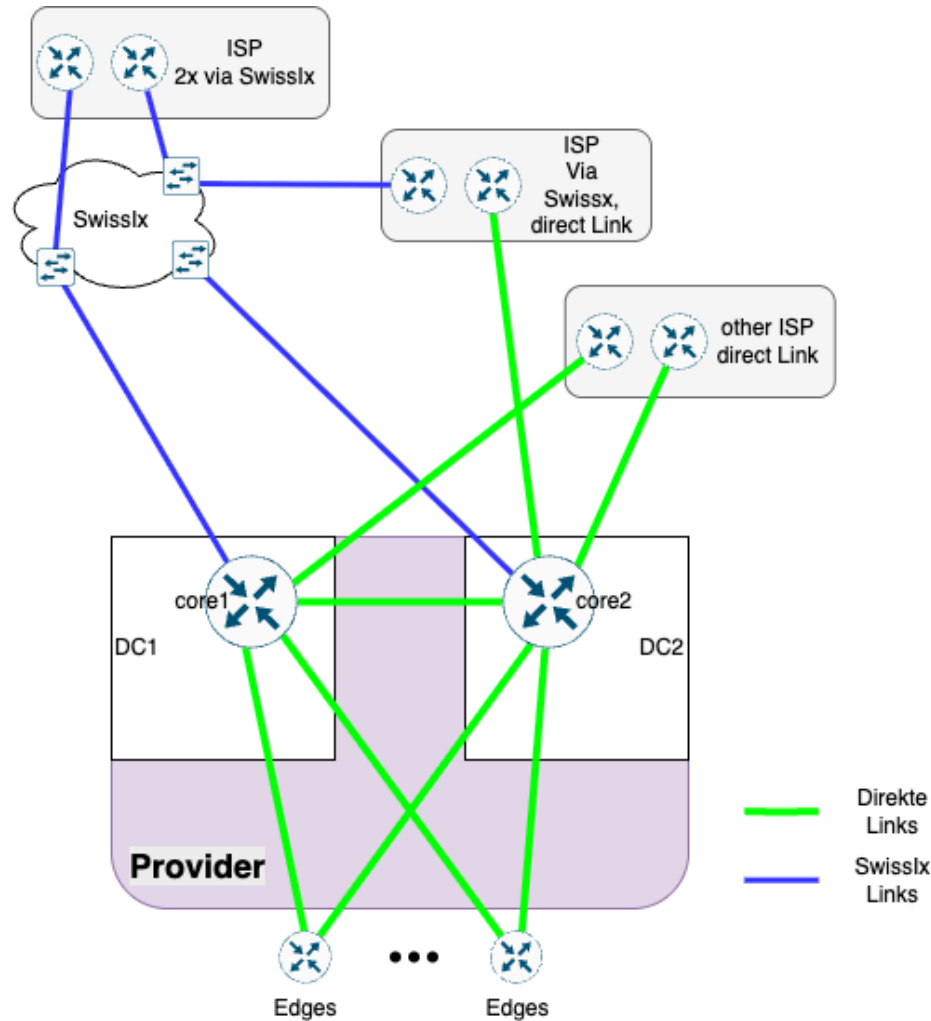 ISP
2x via SwissIx
ISP
Via
Swissx,
direct Link
SwissIx
other ISP
direct Link
core1
core2
DC1
DC2
Direkte
Links
Provider
SwissIx
Links
Edges
Edges